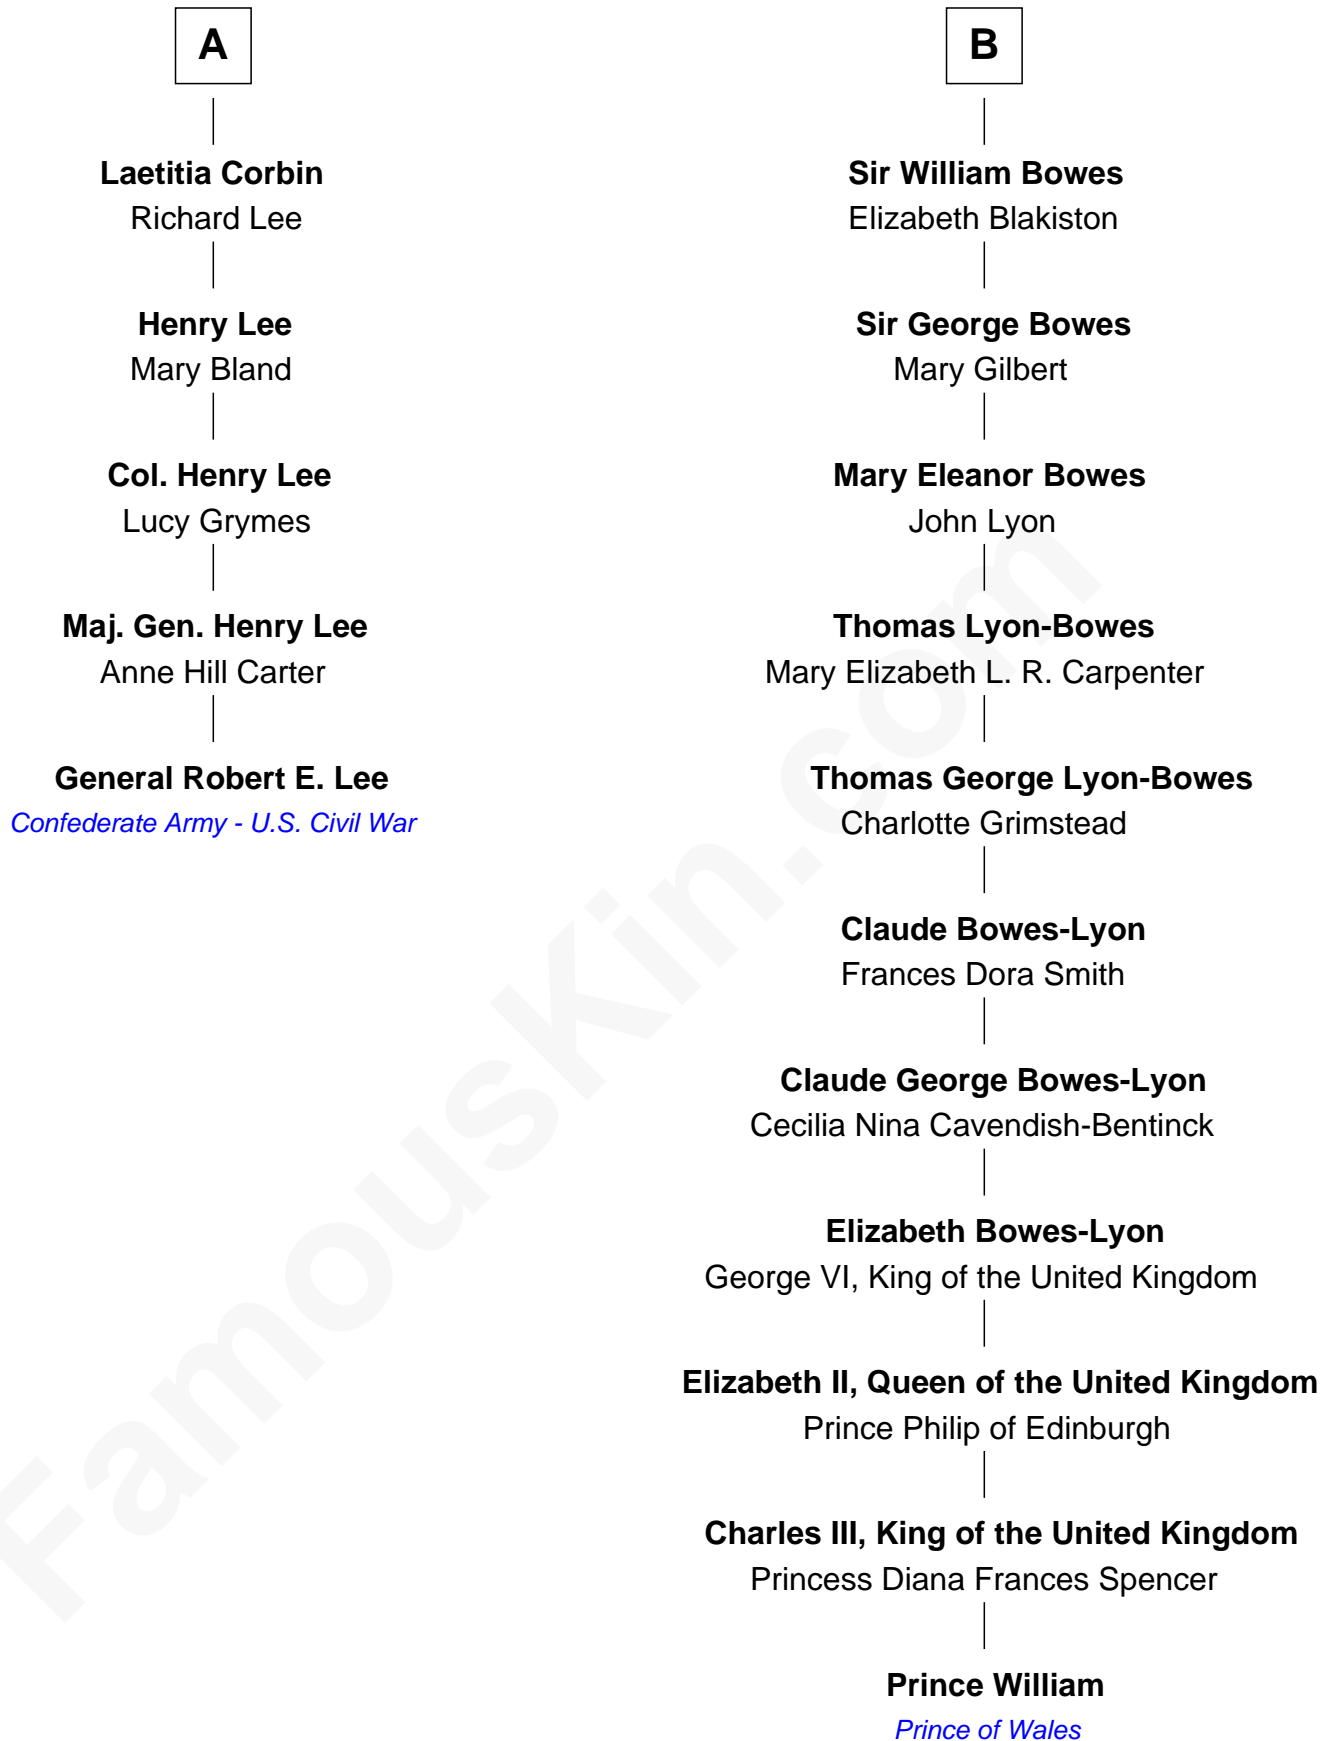 A
Laetitia Corbin
Richard Lee
Henry Lee
Mary Bland
Col. Henry Lee
Lucy Grymes
Maj. Gen. Henry Lee
Anne Hill Carter
General Robert E. Lee
Confederate Army - U.S. Civil War
B
Sir William Bowes
Elizabeth Blakiston
Sir George Bowes
Mary Gilbert
Mary Eleanor Bowes
John Lyon
Thomas Lyon-Bowes
Mary Elizabeth L. R. Carpenter
Thomas George Lyon-Bowes
Charlotte Grimstead
Claude Bowes-Lyon
Frances Dora Smith
Claude George Bowes-Lyon
Cecilia Nina Cavendish-Bentinck
Elizabeth Bowes-Lyon
George VI, King of the United Kingdom
Elizabeth II, Queen of the United Kingdom
Prince Philip of Edinburgh
Charles III, King of the United Kingdom
Princess Diana Frances Spencer
Prince William
Prince of Wales
FamousKin.com